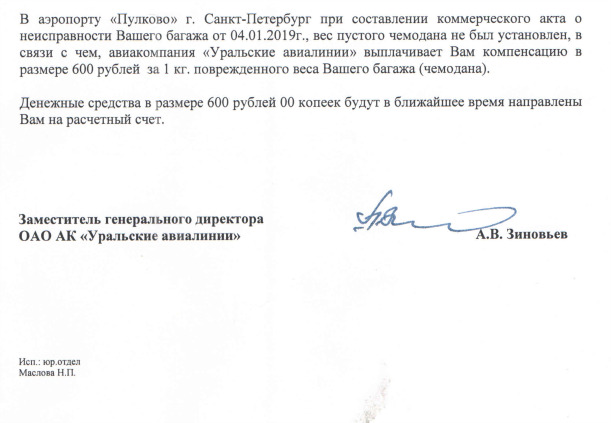 В аэропорту «Пулково» г. Санкт-Петербург при составлении коммерческого акта о
неисправности Вашего багажа от 04.01.2019г., вес пустого чемодана не был установлен, в
связи с чем, авиакомпания «Уральские авиалинии» выплачивает Вам компенсацию в
размере 600 рублей за 1 кг. поврежденного веса Вашего багажа (чемодана).
Денежные средства в размере 600 рублей 00 копеек будут в ближайшее время направлены
Вам на расчетный счет.
Заместитель генерального директора
ОАО АК «Уральские авиалинии»
А.В. Зиновьев
Исп.: юр.отдел
Маслова Н.П.